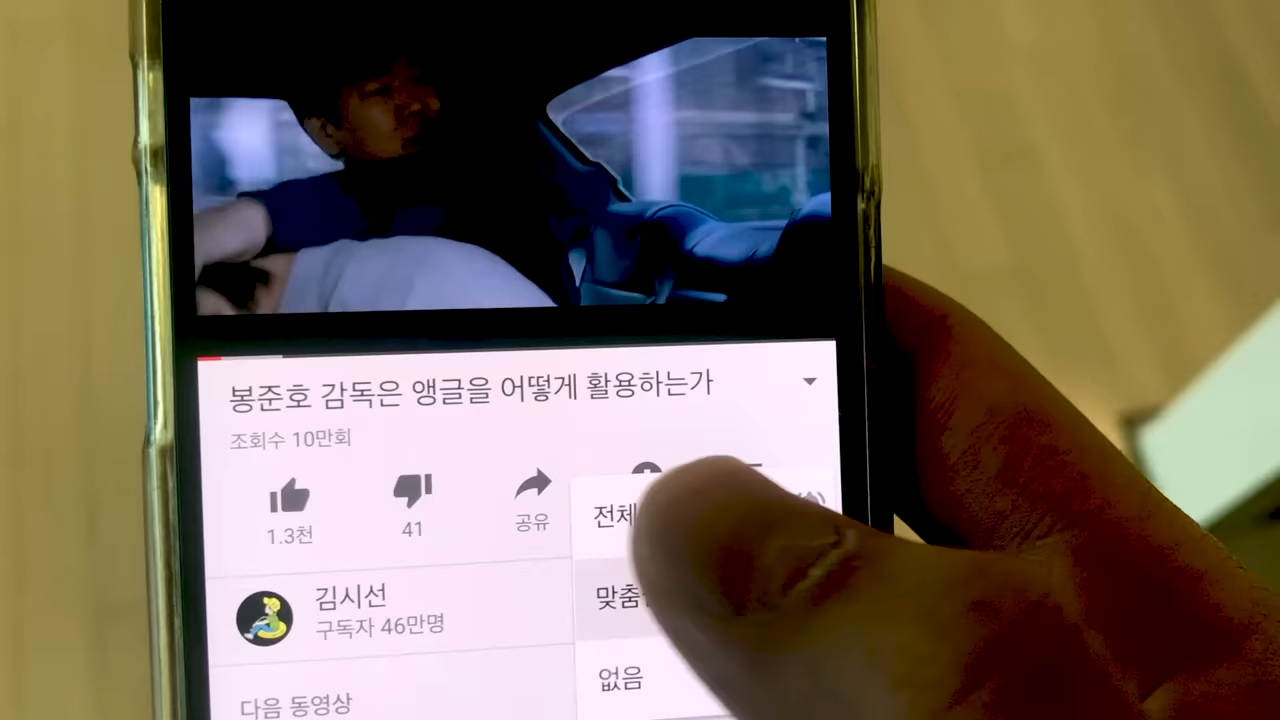 봉준호 감독은 앵글을 어떻게 활용하는가
조회수 10만회
1.3천
41
공유
전체
김시선
구독자 46만명
맞춤
없음
다음 동영상